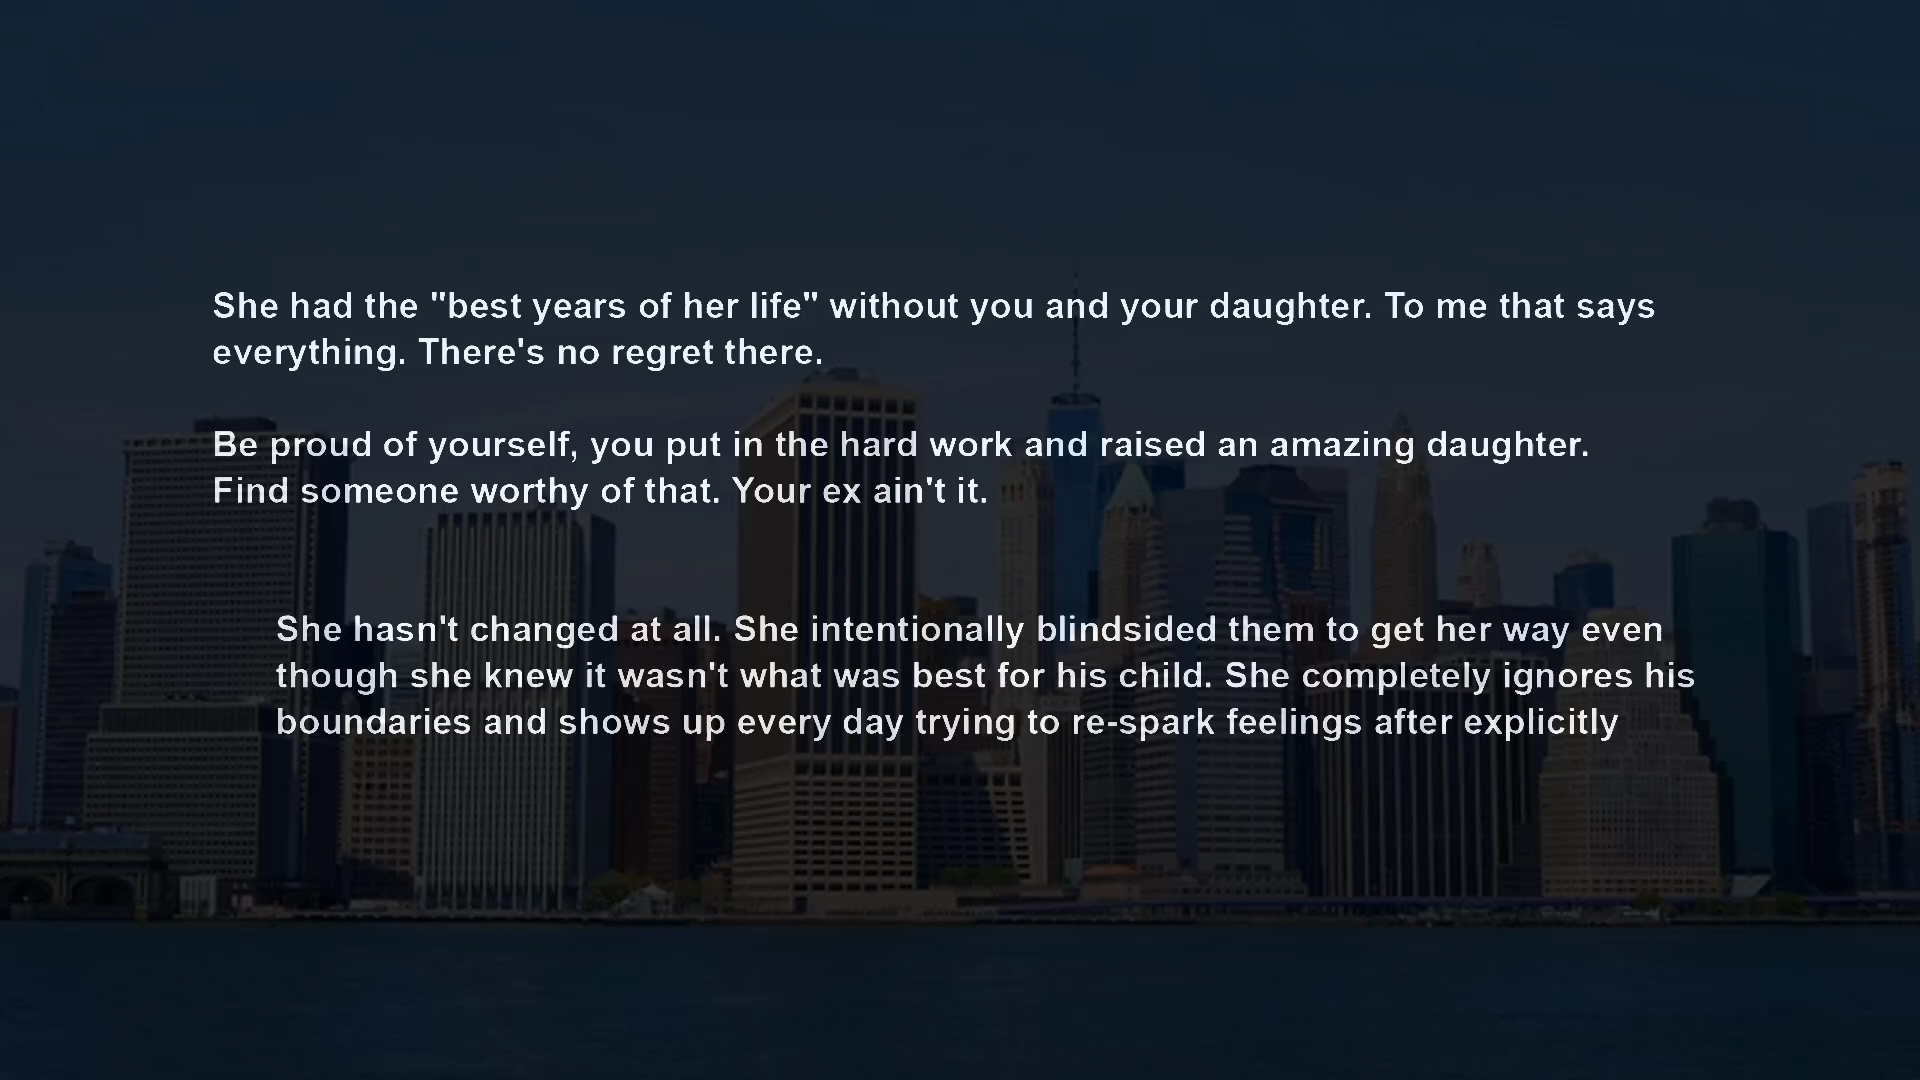 She had the "best years of her life" without you and your daughter. To me that says
everything. There's no regret there.
Be proud of yourself, you put in the hard work and raised an amazing daughter.
Find someone worthy of that. Your ex ain't it.
She hasn't changed at all. She intentionally blindsided them to get her way even
though she knew it wasn't what was best for his child. She completely ignores his
boundaries and shows up every day trying to re-spark feelings after explicitly